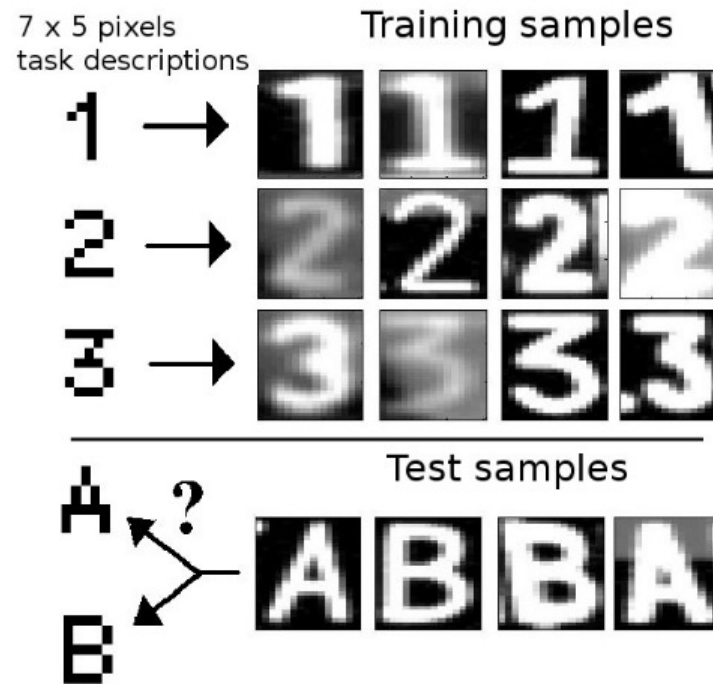 7 x 5 pixels
task descriptions
Training samples
1 1 1 1 1
2 2 2 2 2
3 3 3 3 3
Test samples
A ?
A B B A
B